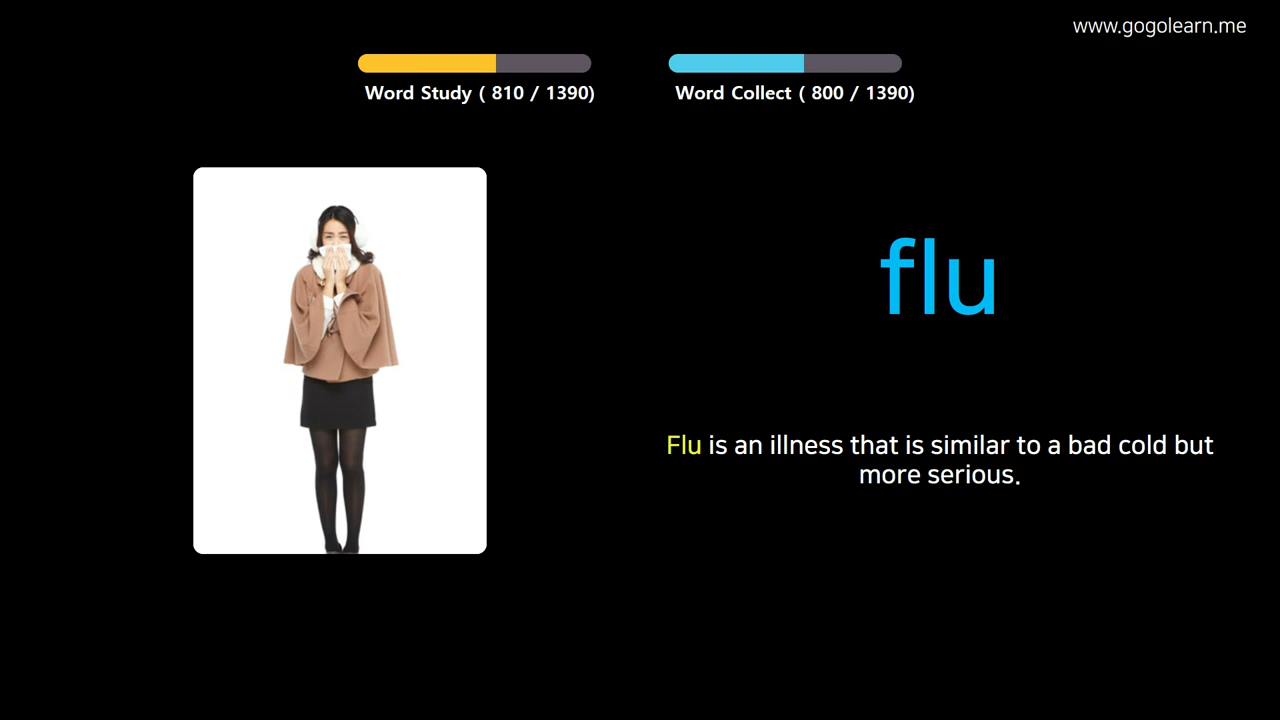 www.gogolearn.me
Word Study ( 810 / 1390)
Word Collect ( 800 / 1390)
flu
Flu is an illness that is similar to a bad cold but
more serious.